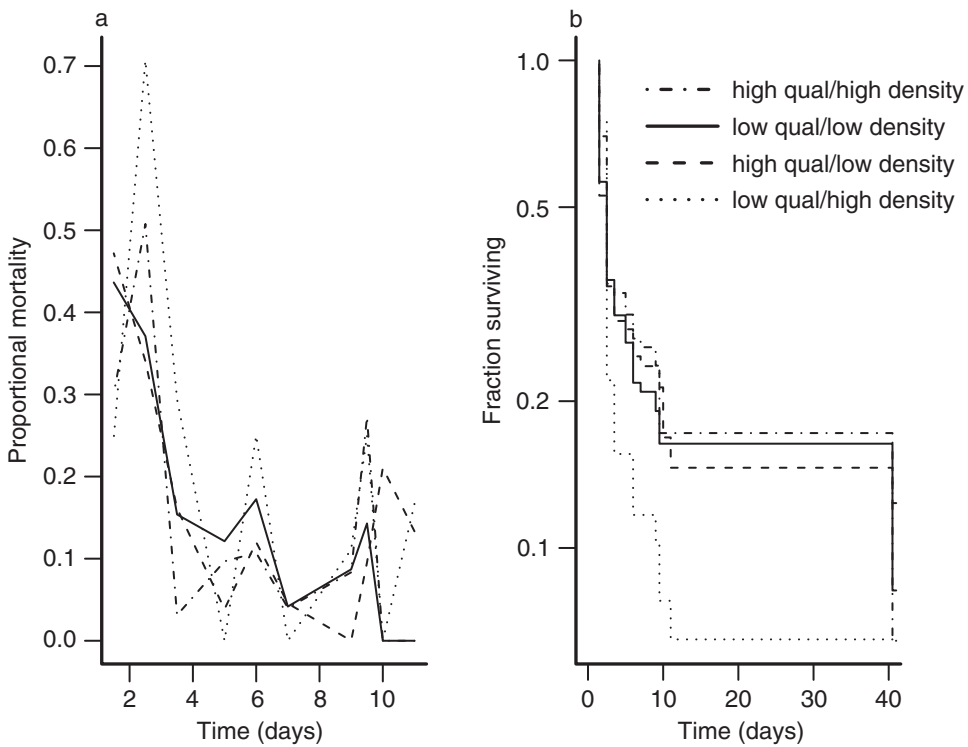 a
Proportional mortality
0.7
0.6
0.5
0.4
0.3
0.2
0.1
0.0
2 4 6 8 10
Time (days)
b
Fraction surviving
1.0
0.5
0.2
0.1
high qual/high density
low qual/low density
high qual/low density
low qual/high density
0 10 20 30 40
Time (days)